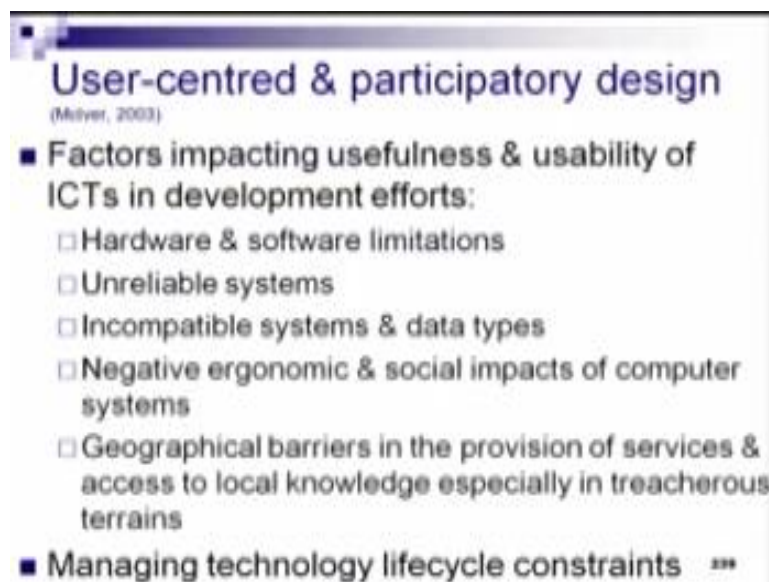 User-centred & participatory design
(McIver, 2003)
Factors impacting usefulness & usability of
ICTs in development efforts:
Hardware & software limitations
Unreliable systems
Incompatible systems & data types
Negative ergonomic & social impacts of computer
systems
Geographical barriers in the provision of services &
access to local knowledge especially in treacherous
terrains
Managing technology lifecycle constraints